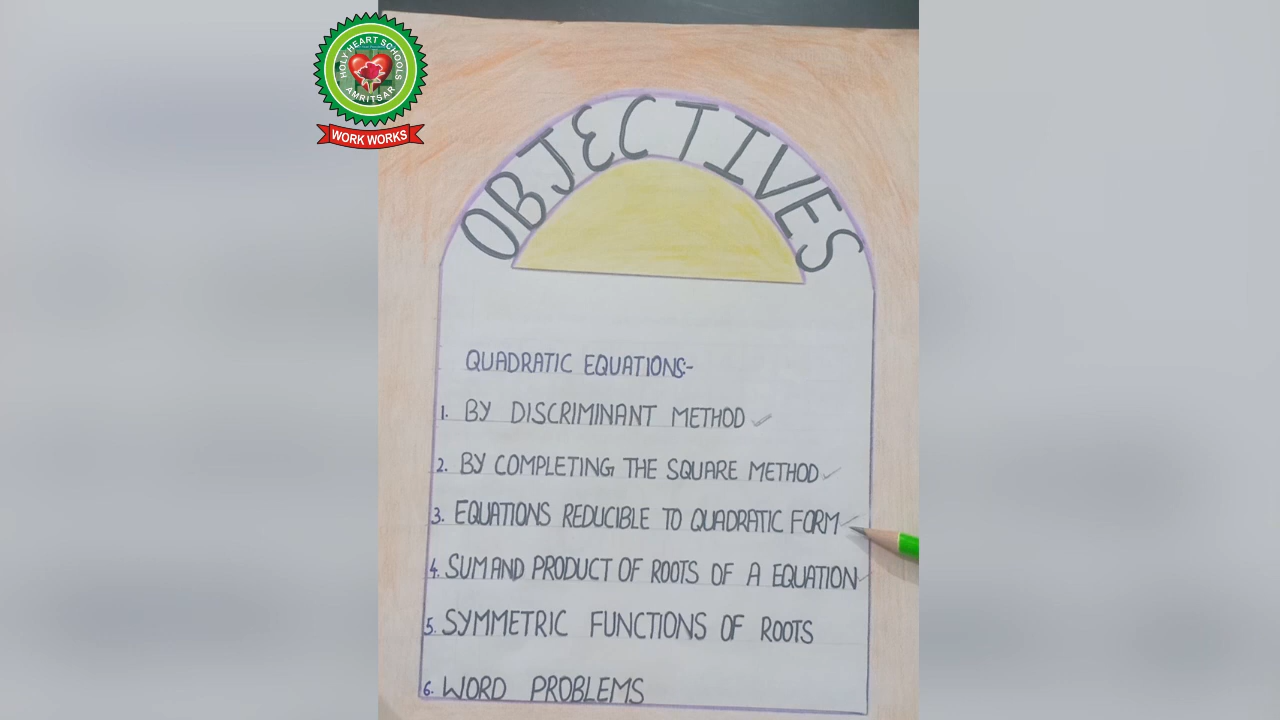 HOLY HEART SCHOOLS
AMRITSAR
WORK WORKS
OBJECTIVES
QUADRATIC EQUATIONS:-
1. BY DISCRIMINANT METHOD
2. BY COMPLETING THE SQUARE METHOD
3. EQUATIONS REDUCIBLE TO QUADRATIC FORM
4. SUM AND PRODUCT OF ROOTS OF A EQUATION
5. SYMMETRIC FUNCTIONS OF ROOTS
6. WORD PROBLEMS